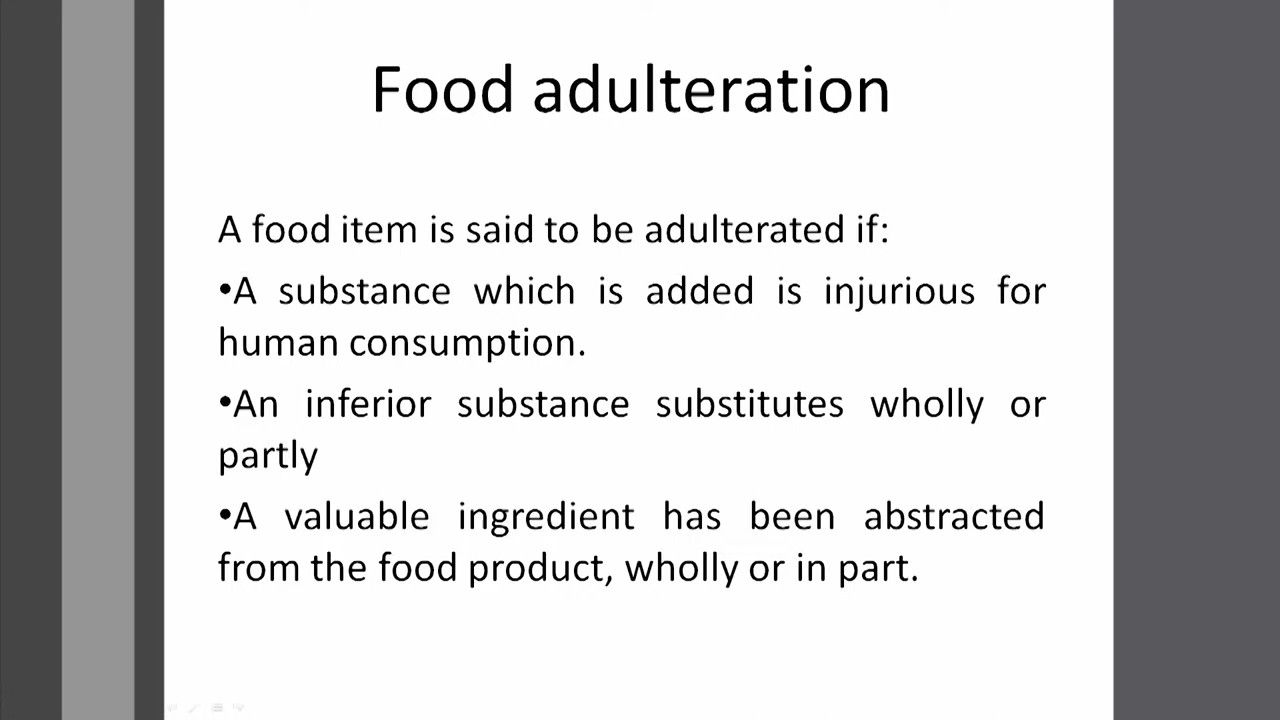 Food adulteration
A food item is said to be adulterated if:
•A substance which is added is injurious for
human consumption.
•An inferior substance substitutes wholly or
partly
•A valuable ingredient has been abstracted
from the food product, wholly or in part.